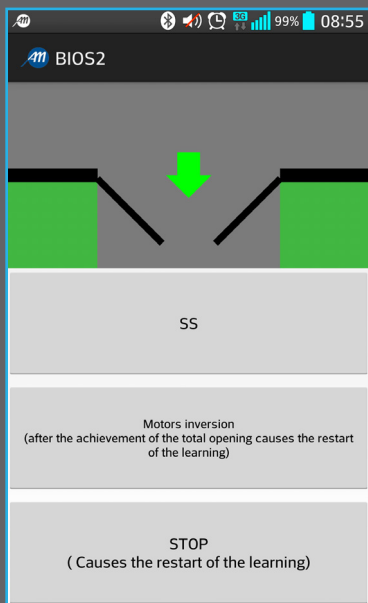 3G 99% 08:55
BIOS2
SS
Motors inversion
(after the achievement of the total opening causes the restart
of the learning)
STOP
( Causes the restart of the learning)